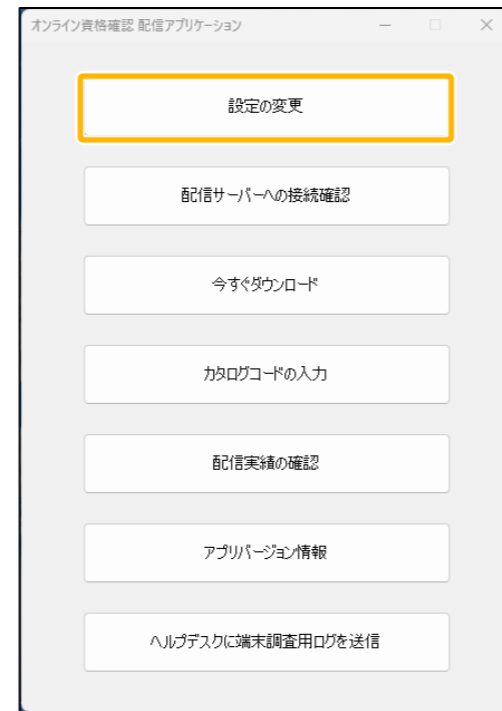 オンライン資格確認 配信アプリケーション
設定の変更
配信サーバーへの接続確認
今すぐダウンロード
カタログコードの入力
配信実績の確認
アプリバージョン情報
ヘルプデスクに端末調査用ログを送信